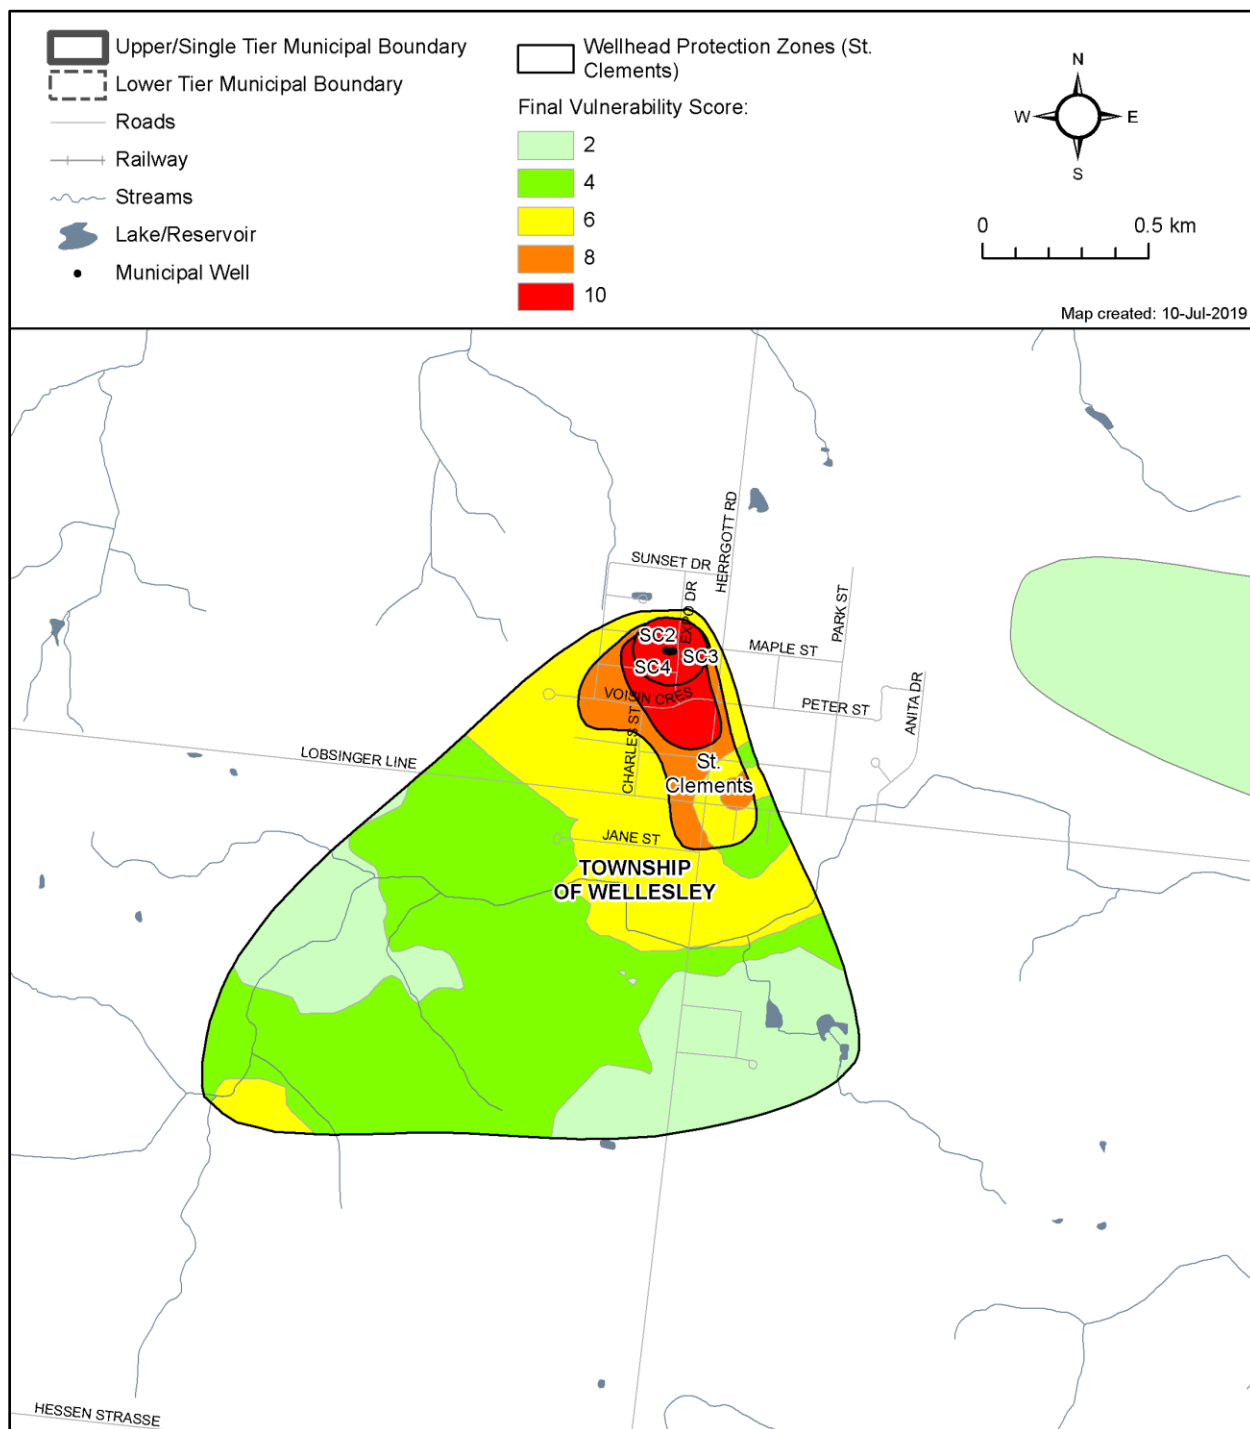 Upper/Single Tier Municipal Boundary
Lower Tier Municipal Boundary
Roads
Railway
Streams
Lake/Reservoir
Municipal Well
Wellhead Protection Zones (St.
Clements)
Final Vulnerability Score:
2
4
6
8
10
N
W E
S
0 0.5 km
Map created: 10-Jul-2019
HERRGOTT RD
SUNSET DR
EXPO DR
PARK ST
SC2
SC3
SC4
MAPLE ST
VOISIN CRES
PETER ST
ANITA DR
CHARLES ST
LOBSINGER LINE
St.
Clements
JANE ST
TOWNSHIP
OF WELLESLEY
HESSEN STRASSE